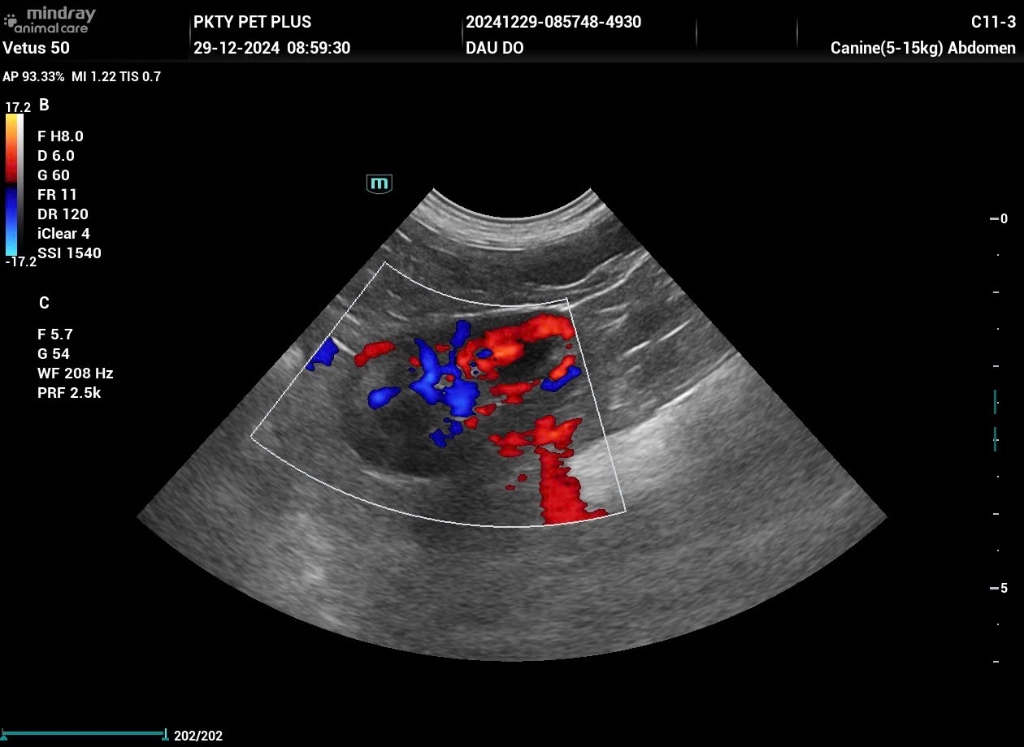 mindray
animal care
Vetus 50
PKTY PET PLUS
29-12-2024 08:59:30
20241229-085748-4930
DAU DO
C11-3
Canine(5-15kg) Abdomen
AP 93.33% MI 1.22 TIS 0.7
17.2
B
F H8.0
D 6.0
G 60
FR 11
DR 120
iClear 4
SSI 1540
-17.2
C
F 5.7
G 54
WF 208 Hz
PRF 2.5k
m
0
5
202/202